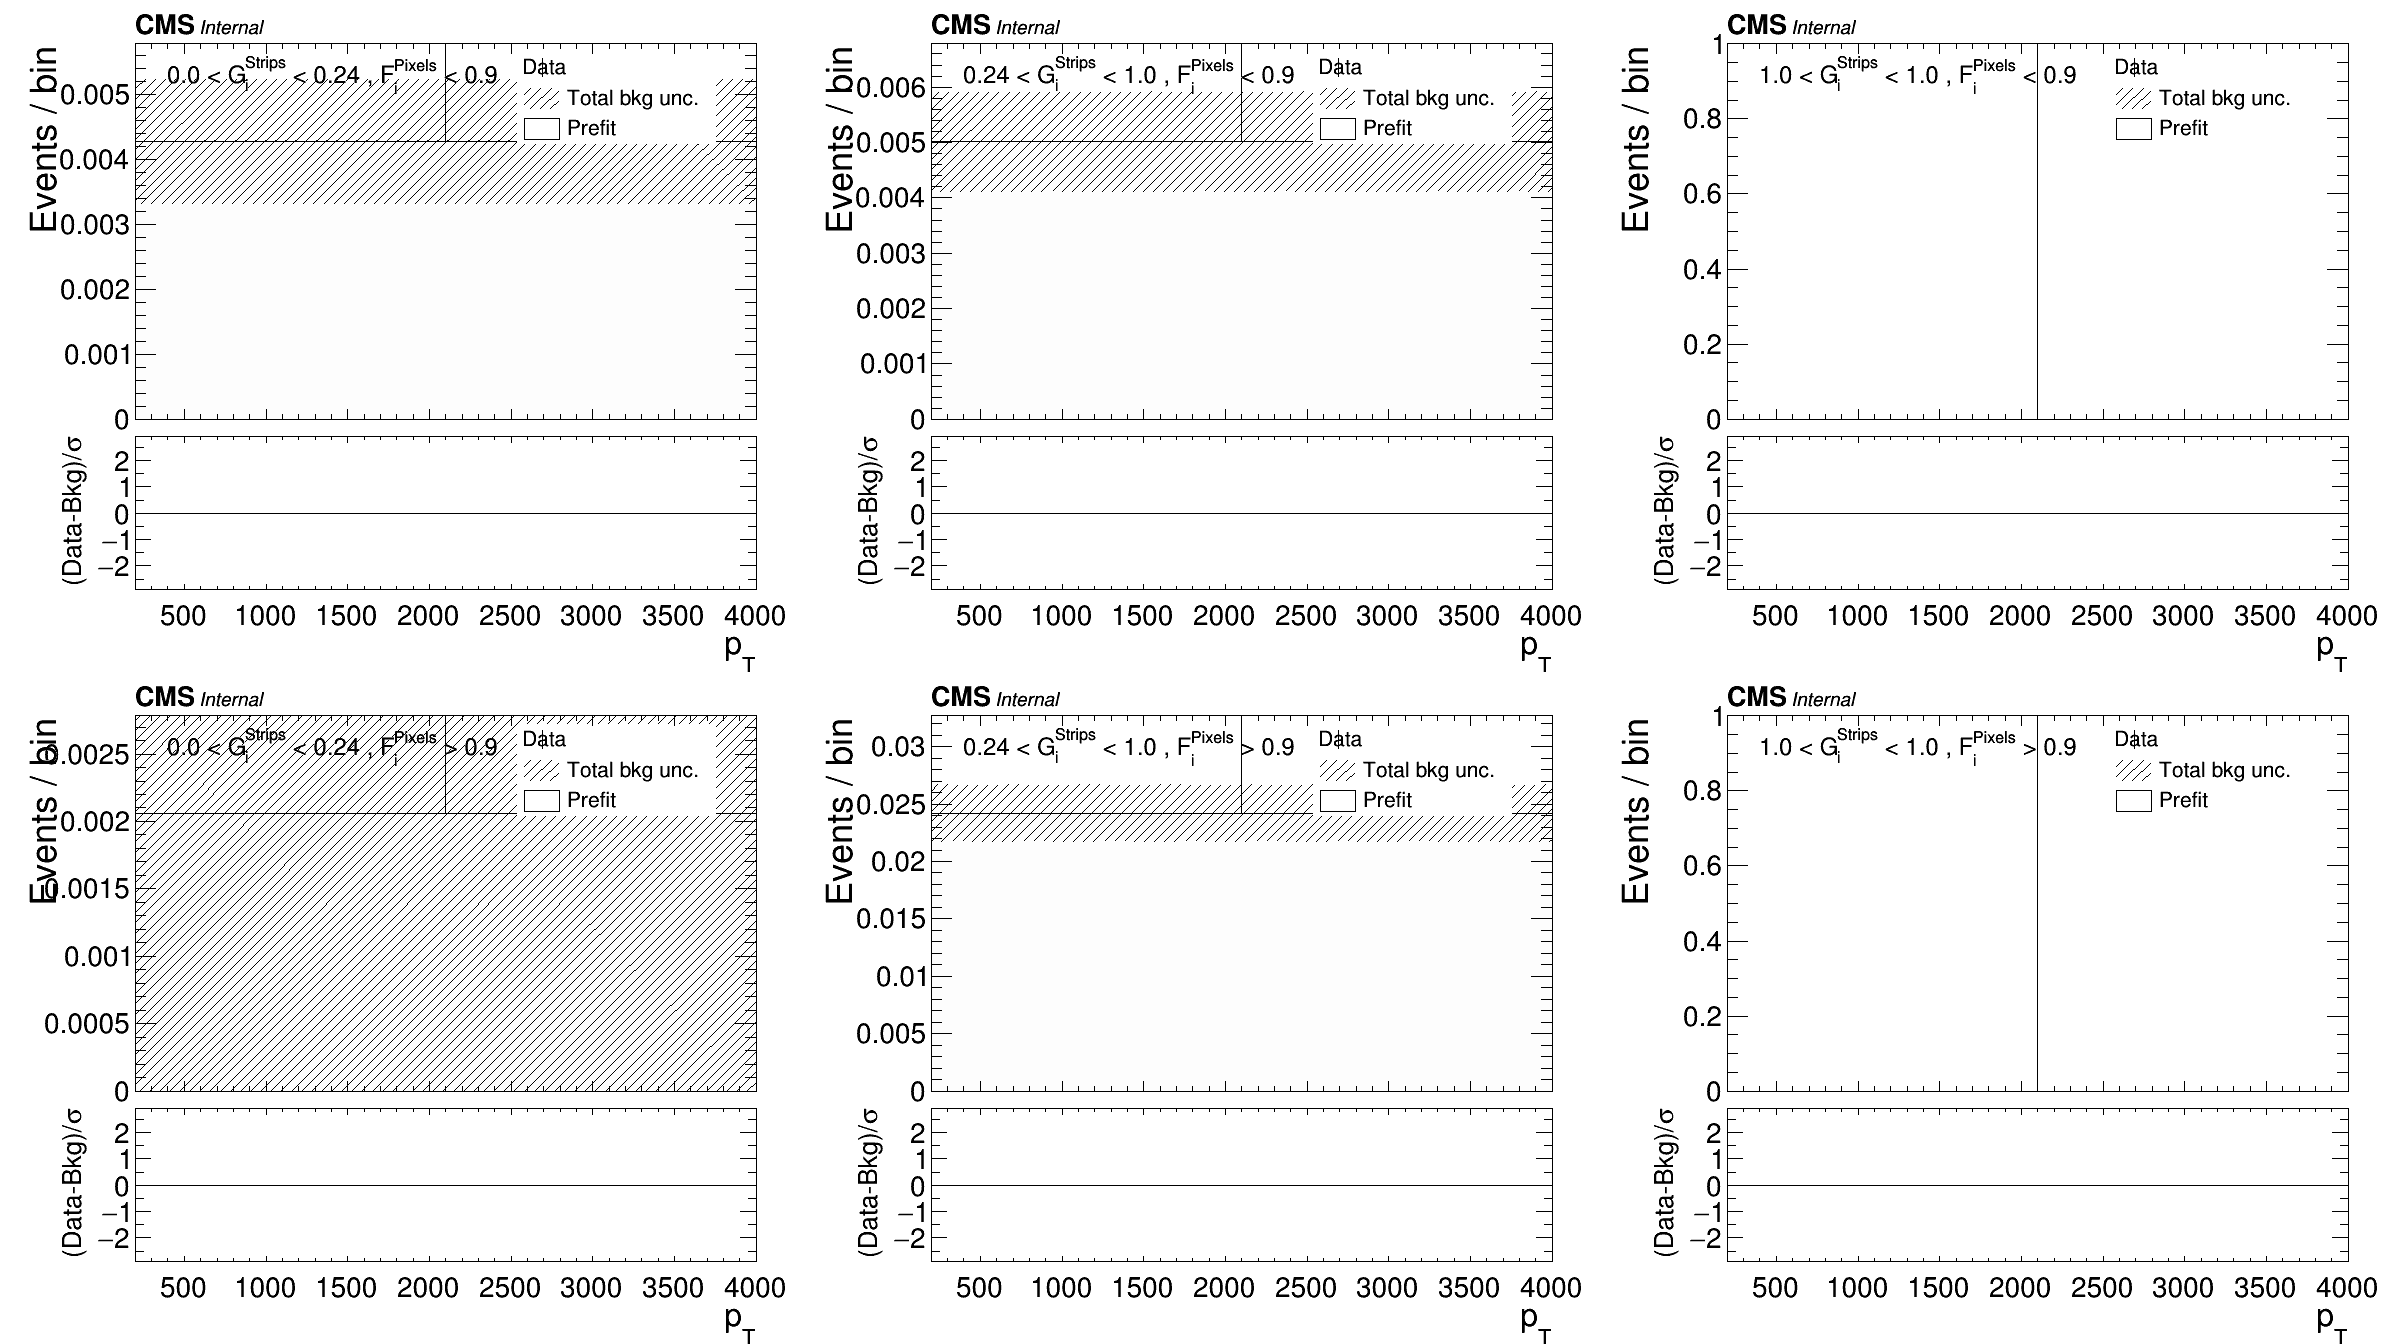 CMS Internal
Events / bin
0.0 < G_i^Strips < 0.24 , F_i^Pixels < 0.9
Data
Total bkg unc.
Prefit
0.005
0.004
0.003
0.002
0.001
0
(Data-Bkg)/σ
2
1
0
−1
−2
500 1000 1500 2000 2500 3000 3500 4000
p_T
CMS Internal
Events / bin
0.24 < G_i^Strips < 1.0 , F_i^Pixels < 0.9
Data
Total bkg unc.
Prefit
0.006
0.005
0.004
0.003
0.002
0.001
0
(Data-Bkg)/σ
2
1
0
−1
−2
500 1000 1500 2000 2500 3000 3500 4000
p_T
CMS Internal
Events / bin
1.0 < G_i^Strips < 1.0 , F_i^Pixels < 0.9
Data
Total bkg unc.
Prefit
1
0.8
0.6
0.4
0.2
0
(Data-Bkg)/σ
2
1
0
−1
−2
500 1000 1500 2000 2500 3000 3500 4000
p_T
CMS Internal
Events / bin
0.0 < G_i^Strips < 0.24 , F_i^Pixels > 0.9
Data
Total bkg unc.
Prefit
0.0025
0.002
0.0015
0.001
0.0005
0
(Data-Bkg)/σ
2
1
0
−1
−2
500 1000 1500 2000 2500 3000 3500 4000
p_T
CMS Internal
Events / bin
0.24 < G_i^Strips < 1.0 , F_i^Pixels > 0.9
Data
Total bkg unc.
Prefit
0.03
0.025
0.02
0.015
0.01
0.005
0
(Data-Bkg)/σ
2
1
0
−1
−2
500 1000 1500 2000 2500 3000 3500 4000
p_T
CMS Internal
Events / bin
1.0 < G_i^Strips < 1.0 , F_i^Pixels > 0.9
Data
Total bkg unc.
Prefit
1
0.8
0.6
0.4
0.2
0
(Data-Bkg)/σ
2
1
0
−1
−2
500 1000 1500 2000 2500 3000 3500 4000
p_T